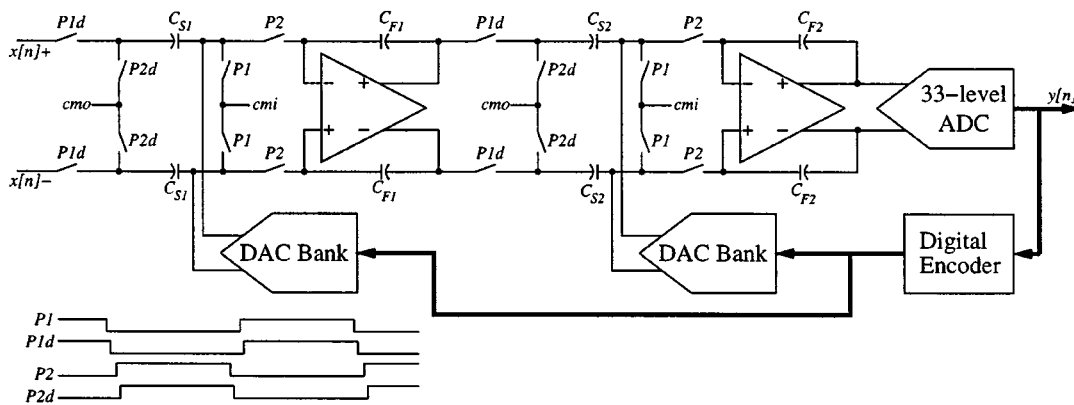 P1d C_S1 P2 C_F1 P1d C_S2 P2 C_F2
x[n]+
P2d P1 − + P2d P1 − + 33−level
ADC y[n]
cmo cmi cmo cmi
P2d P1 + − P2d P1 + −
P1d P2 P1d P2
x[n]− C_S1 C_F1 C_S2 C_F2
DAC Bank DAC Bank Digital
Encoder
P1
P1d
P2
P2d